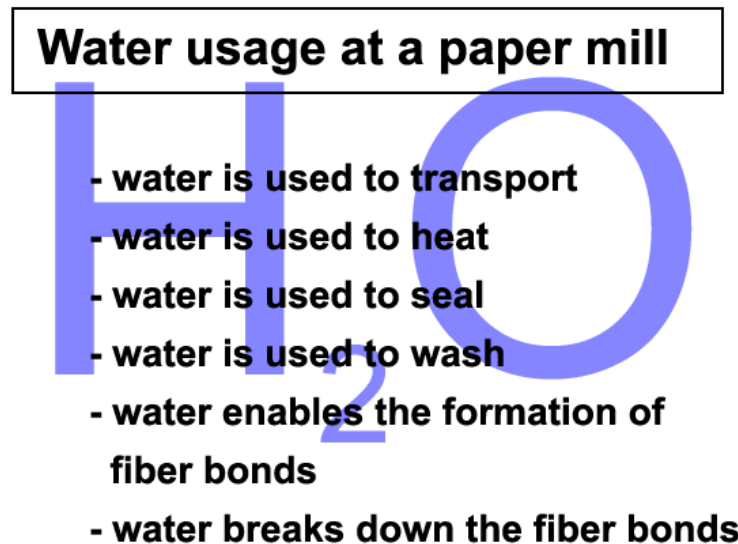 Water usage at a paper mill
H2O
- water is used to transport
- water is used to heat
- water is used to seal
- water is used to wash
- water enables the formation of
fiber bonds
- water breaks down the fiber bonds